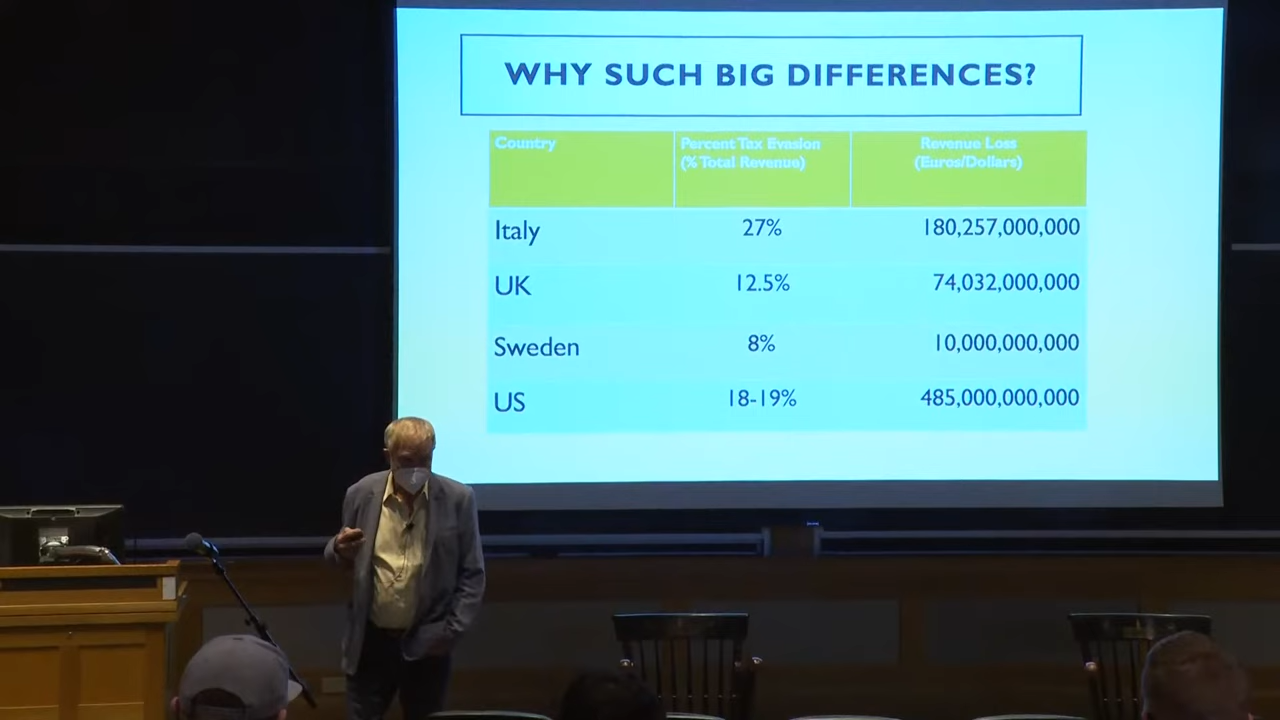 WHY SUCH BIG DIFFERENCES?
Country Percent Tax Evasion Revenue Loss
(% Total Revenue) (Euros/Dollars)
Italy 27% 180,257,000,000
UK 12.5% 74,032,000,000
Sweden 8% 10,000,000,000
US 18-19% 485,000,000,000